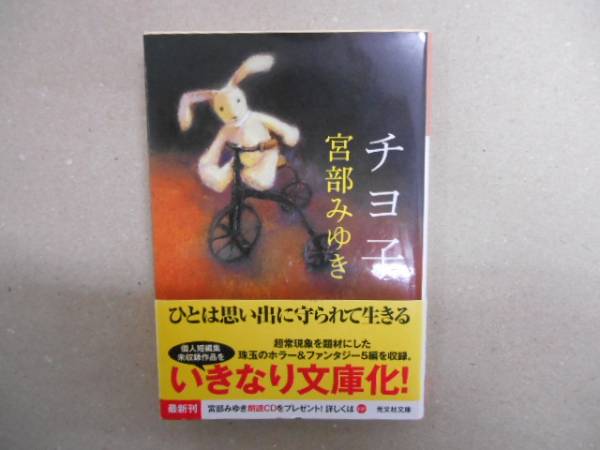 チヨ子
宮部みゆき
ひとは思い出に守られて生きる
超常現象を題材にした
珠玉のホラー&ファンタジー5編を収録。
個人短編集
未収録作品を
いきなり文庫化!
最新刊
宮部みゆき朗読CDをプレゼント! 詳しくは
光文社文庫